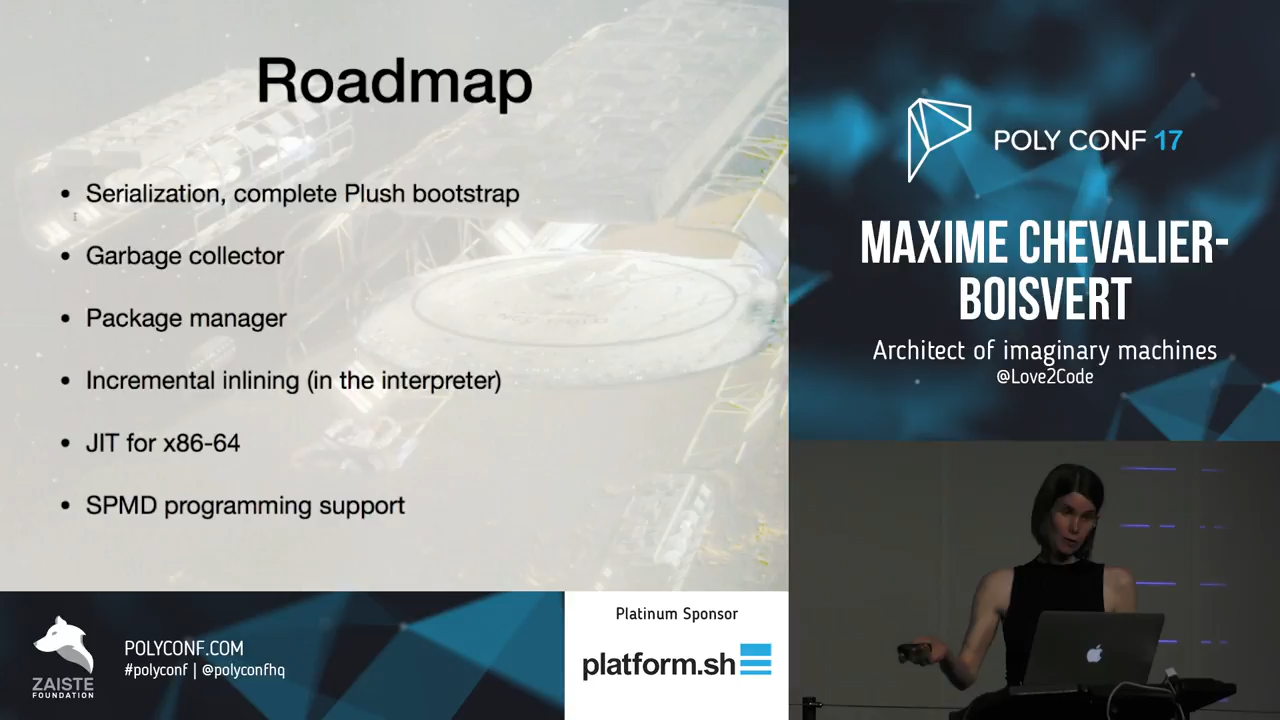 Roadmap
• Serialization, complete Plush bootstrap
• Garbage collector
• Package manager
• Incremental inlining (in the interpreter)
• JIT for x86-64
• SPMD programming support
POLY CONF 17
MAXIME CHEVALIER-
BOISVERT
Architect of imaginary machines
@Love2Code
ZAISTE
FOUNDATION
POLYCONF.COM
#polyconf | @polyconfhq
Platinum Sponsor
platform.sh